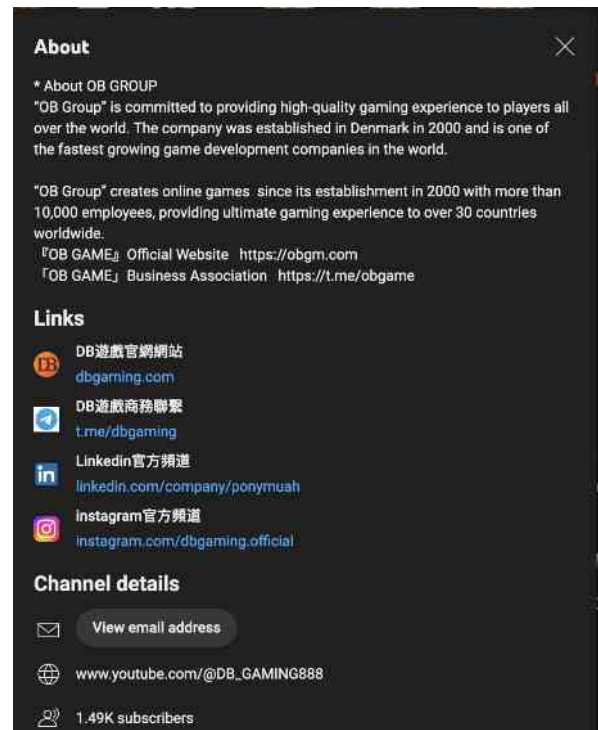 About
* About OB GROUP
"OB Group" is committed to providing high-quality gaming experience to players all
over the world. The company was established in Denmark in 2000 and is one of
the fastest growing game development companies in the world.
"OB Group" creates online games  since its establishment in 2000 with more than
10,000 employees, providing ultimate gaming experience to over 30 countries
worldwide.
『OB GAME』Official Website   https://obgm.com
「OB GAME」Business Association   https://t.me/obgame
Links
DB
DB遊戲官網網站
dbgaming.com
DB遊戲商務聯繫
t.me/dbgaming
in
Linkedin官方頻道
linkedin.com/company/ponymuah
instagram官方頻道
instagram.com/dbgaming.official
Channel details
View email address
www.youtube.com/@DB_GAMING888
1.49K subscribers